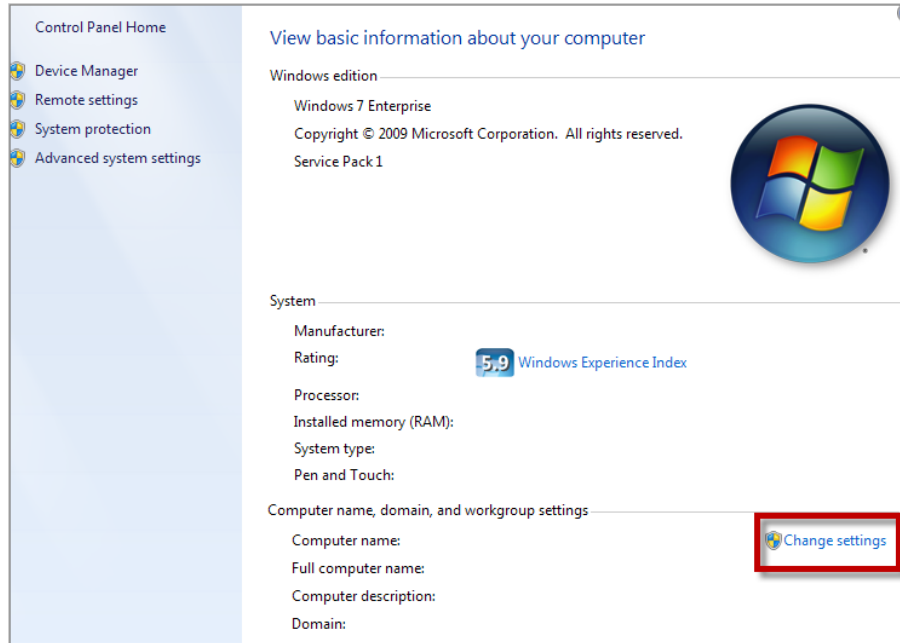 Control Panel Home
Device Manager
Remote settings
System protection
Advanced system settings
View basic information about your computer
Windows edition
Windows 7 Enterprise
Copyright © 2009 Microsoft Corporation.  All rights reserved.
Service Pack 1
System
Manufacturer:
Rating:
5.9 Windows Experience Index
Processor:
Installed memory (RAM):
System type:
Pen and Touch:
Computer name, domain, and workgroup settings
Computer name:
Change settings
Full computer name:
Computer description:
Domain: